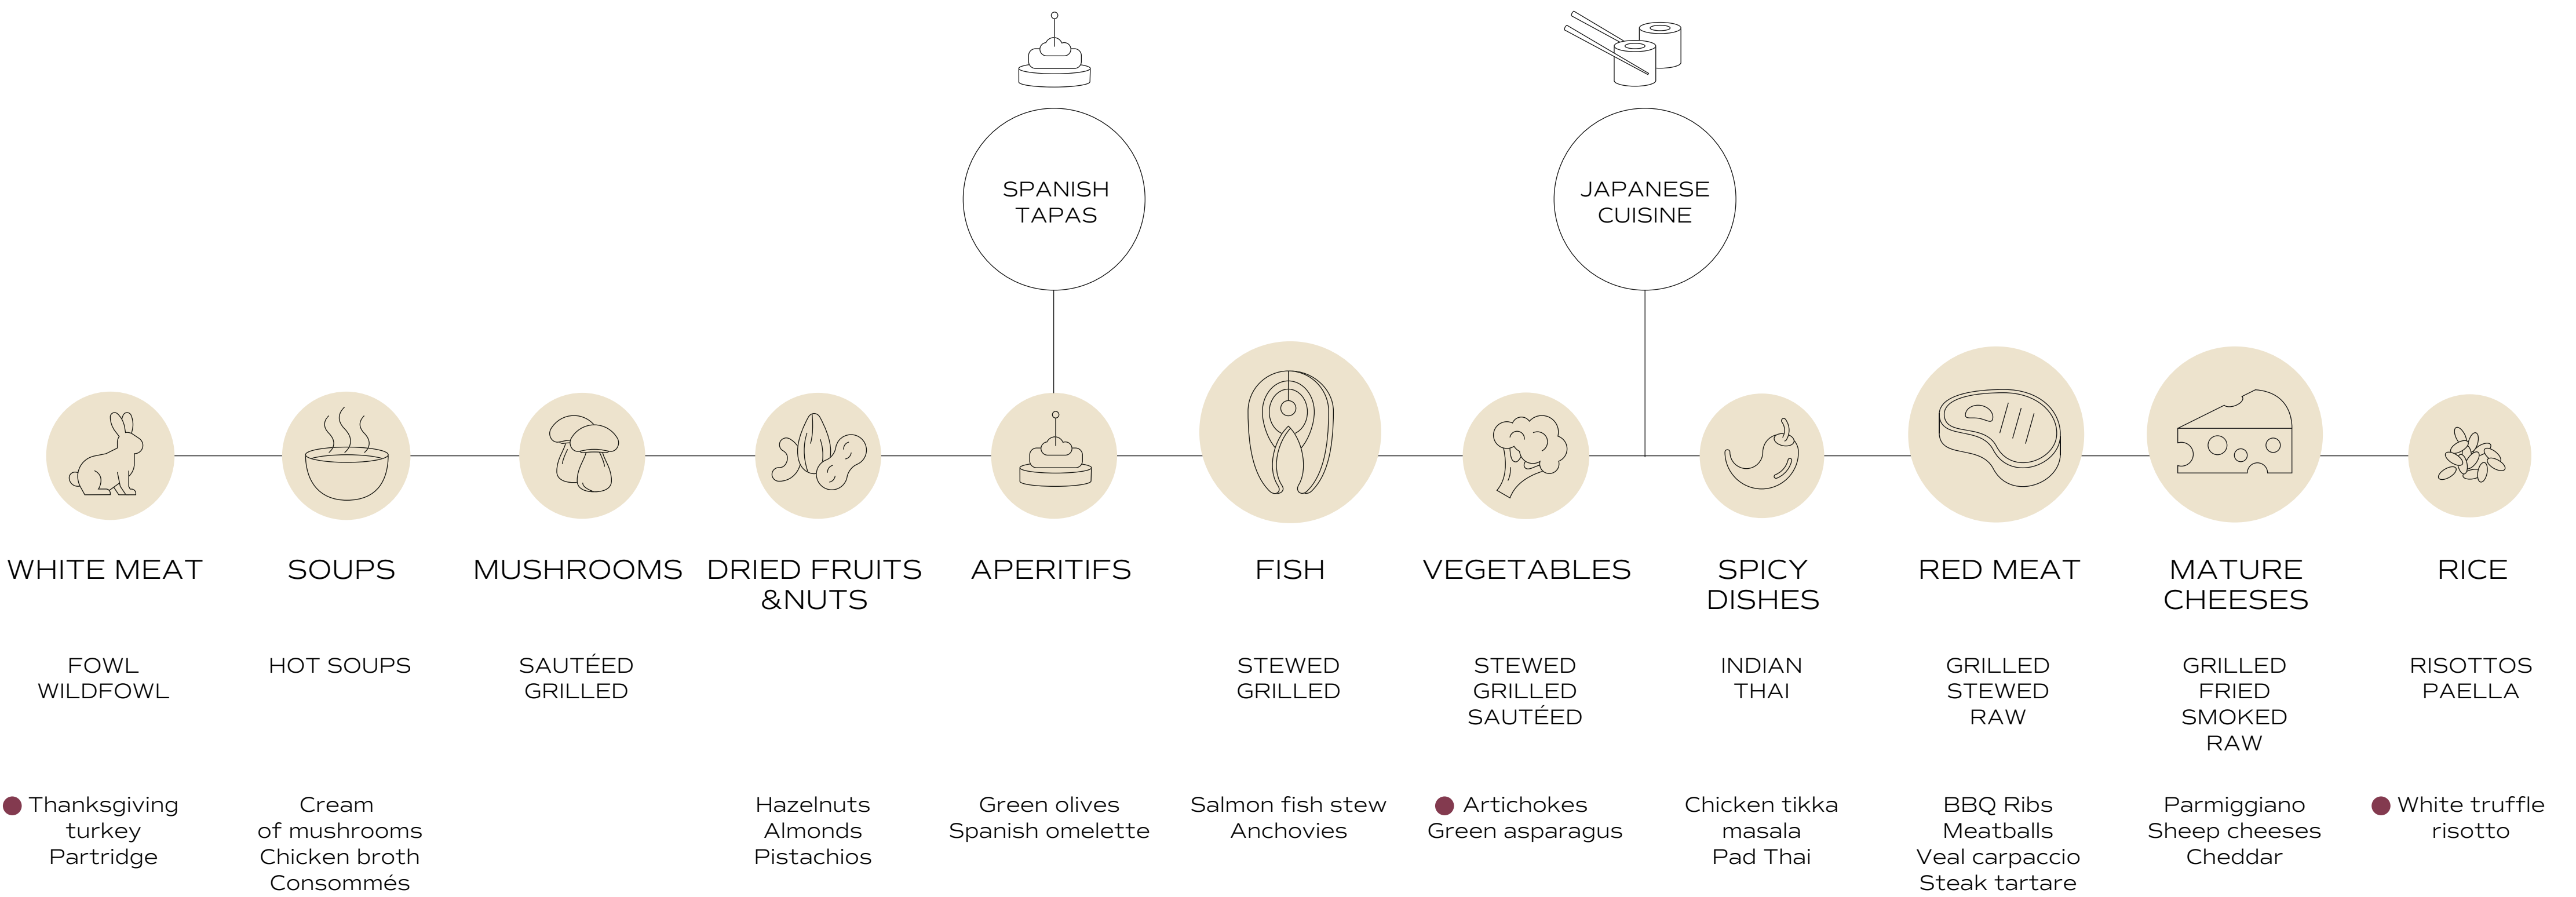 SPANISH
TAPAS
JAPANESE
CUISINE
WHITE MEAT
FOWL
WILDFOWL
Thanksgiving
turkey
Partridge
SOUPS
HOT SOUPS
Cream
of mushrooms
Chicken broth
Consommés
MUSHROOMS
SAUTÉED
GRILLED
DRIED FRUITS
&NUTS
Hazelnuts
Almonds
Pistachios
APERITIFS
Green olives
Spanish omelette
FISH
STEWED
GRILLED
Salmon fish stew
Anchovies
VEGETABLES
STEWED
GRILLED
SAUTÉED
Artichokes
Green asparagus
SPICY
DISHES
INDIAN
THAI
Chicken tikka
masala
Pad Thai
RED MEAT
GRILLED
STEWED
RAW
BBQ Ribs
Meatballs
Veal carpaccio
Steak tartare
MATURE
CHEESES
GRILLED
FRIED
SMOKED
RAW
Parmiggiano
Sheep cheeses
Cheddar
RICE
RISOTTOS
PAELLA
White truffle
risotto